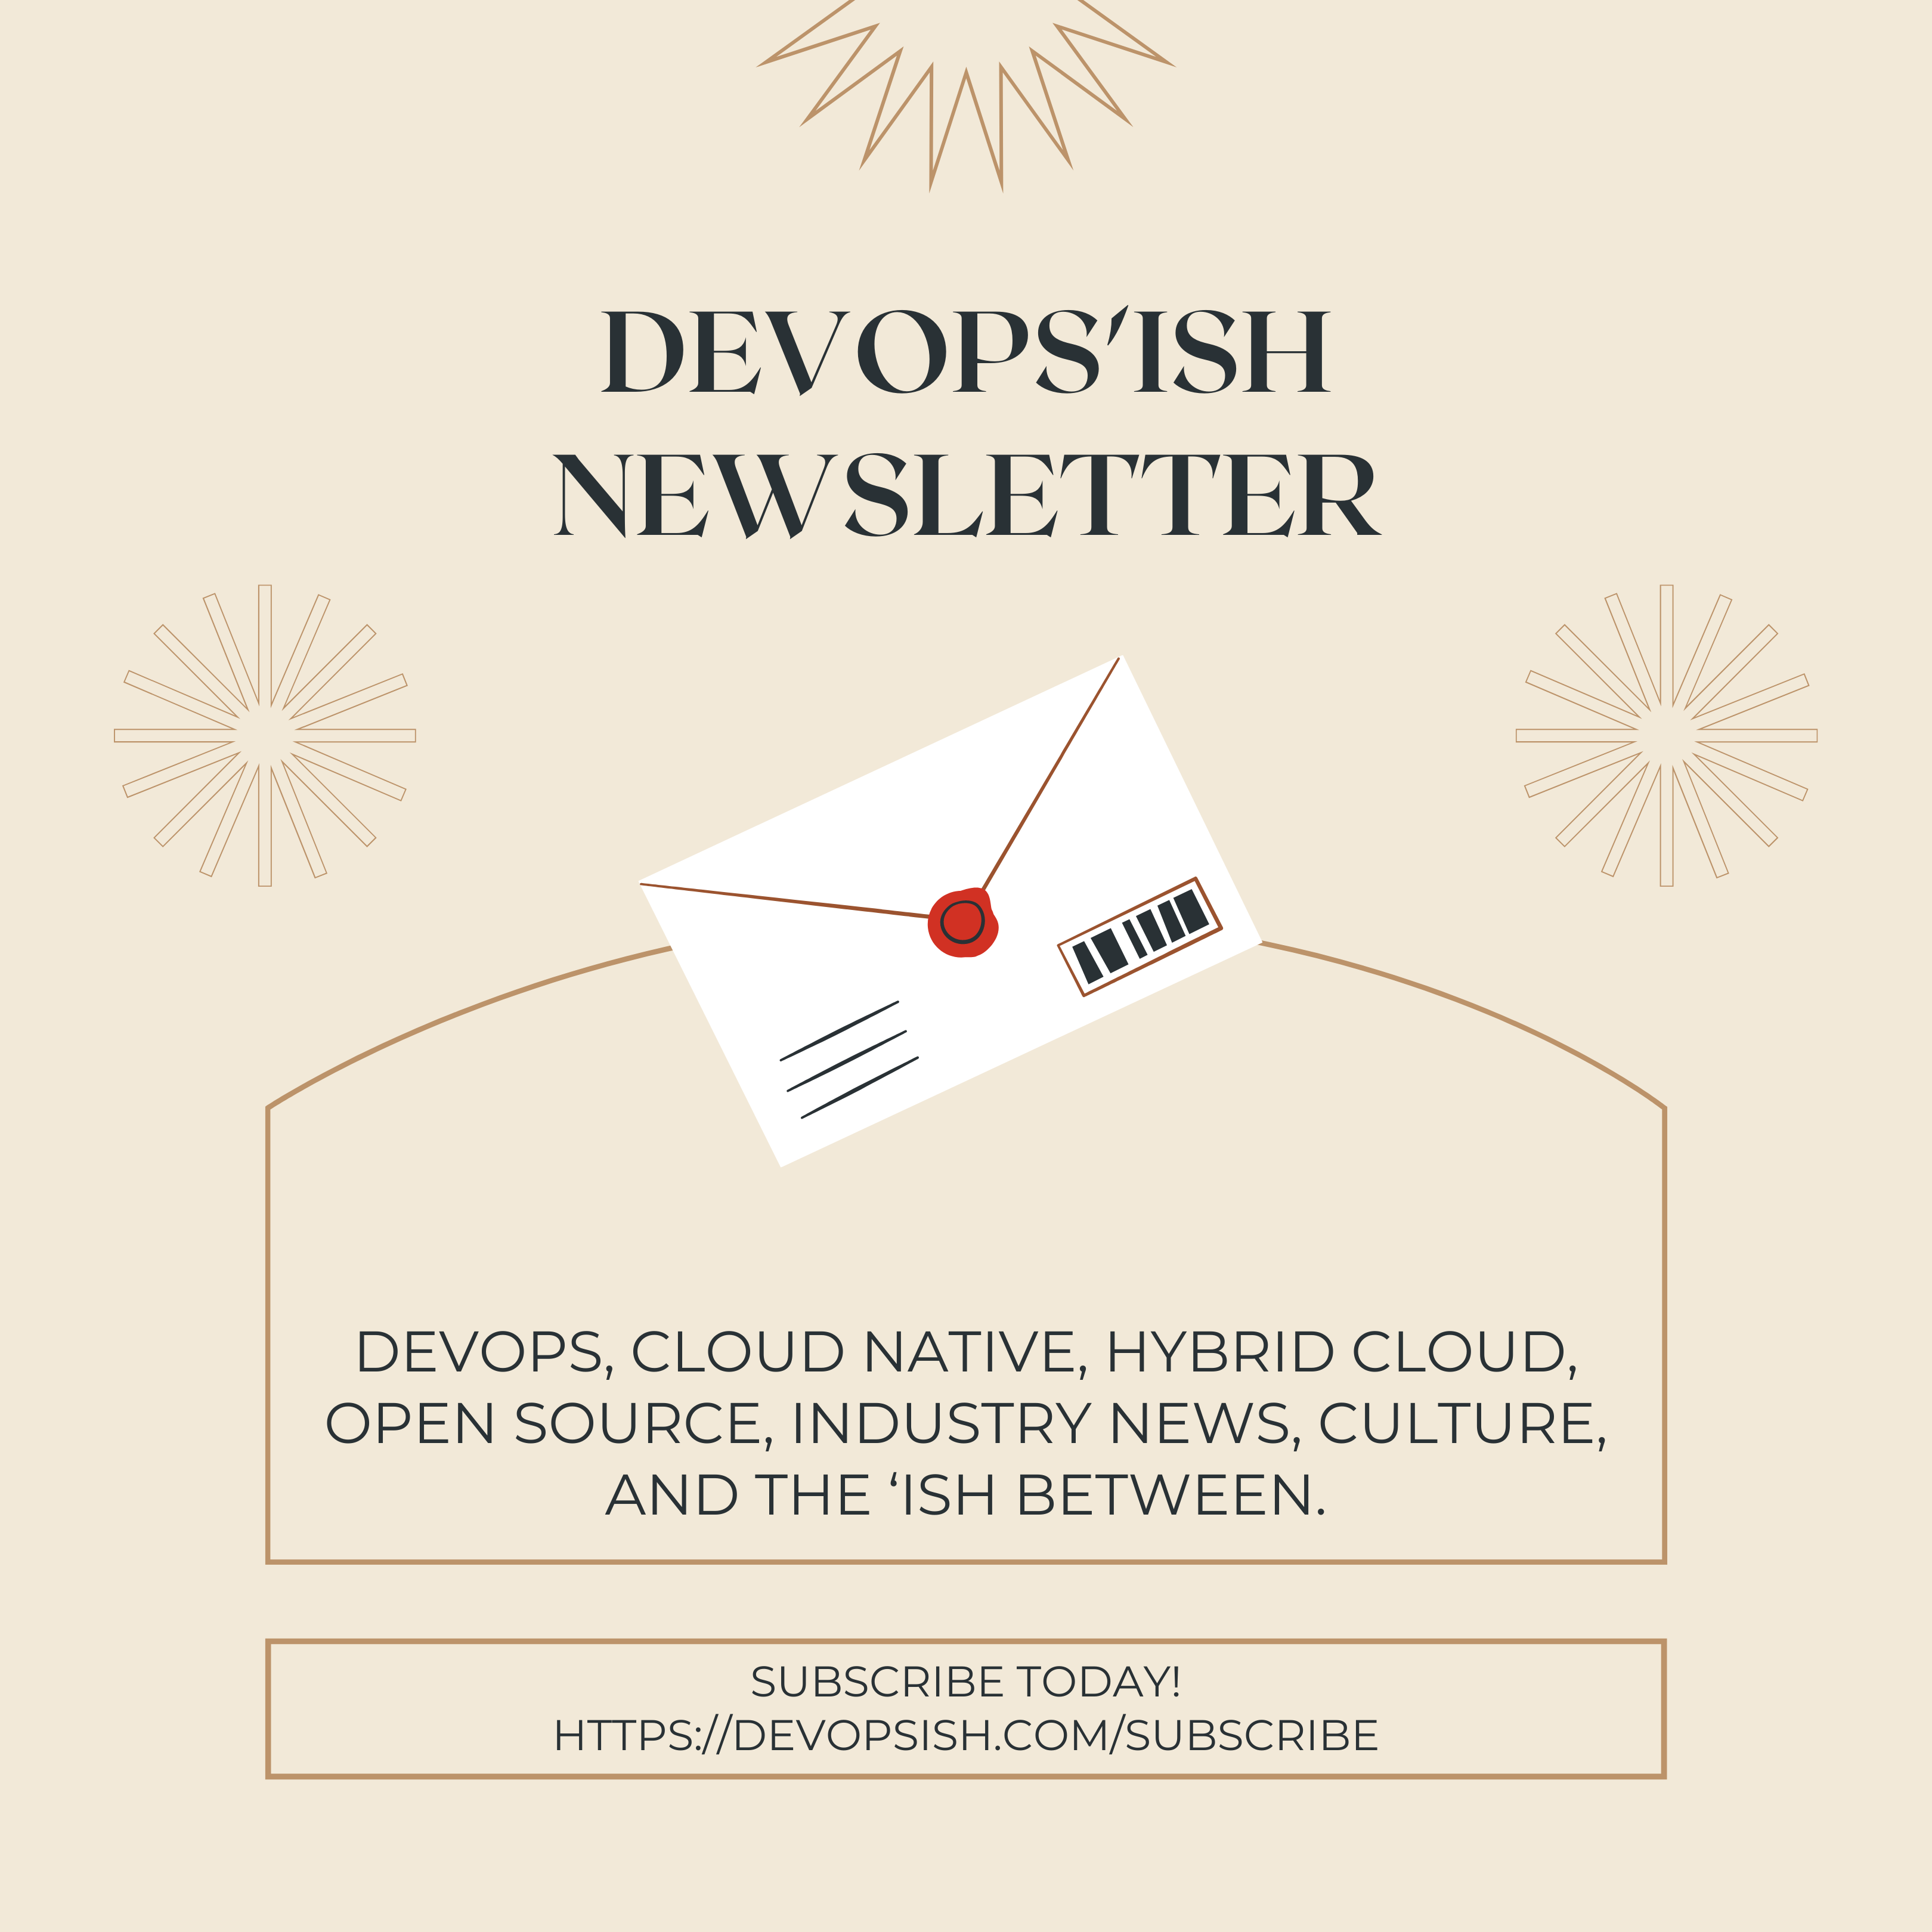 DEVOPS'ISH
NEWSLETTER
DEVOPS, CLOUD NATIVE, HYBRID CLOUD,
OPEN SOURCE, INDUSTRY NEWS, CULTURE,
AND THE ‘ISH BETWEEN.
SUBSCRIBE TODAY!
HTTPS://DEVOPSISH.COM/SUBSCRIBE